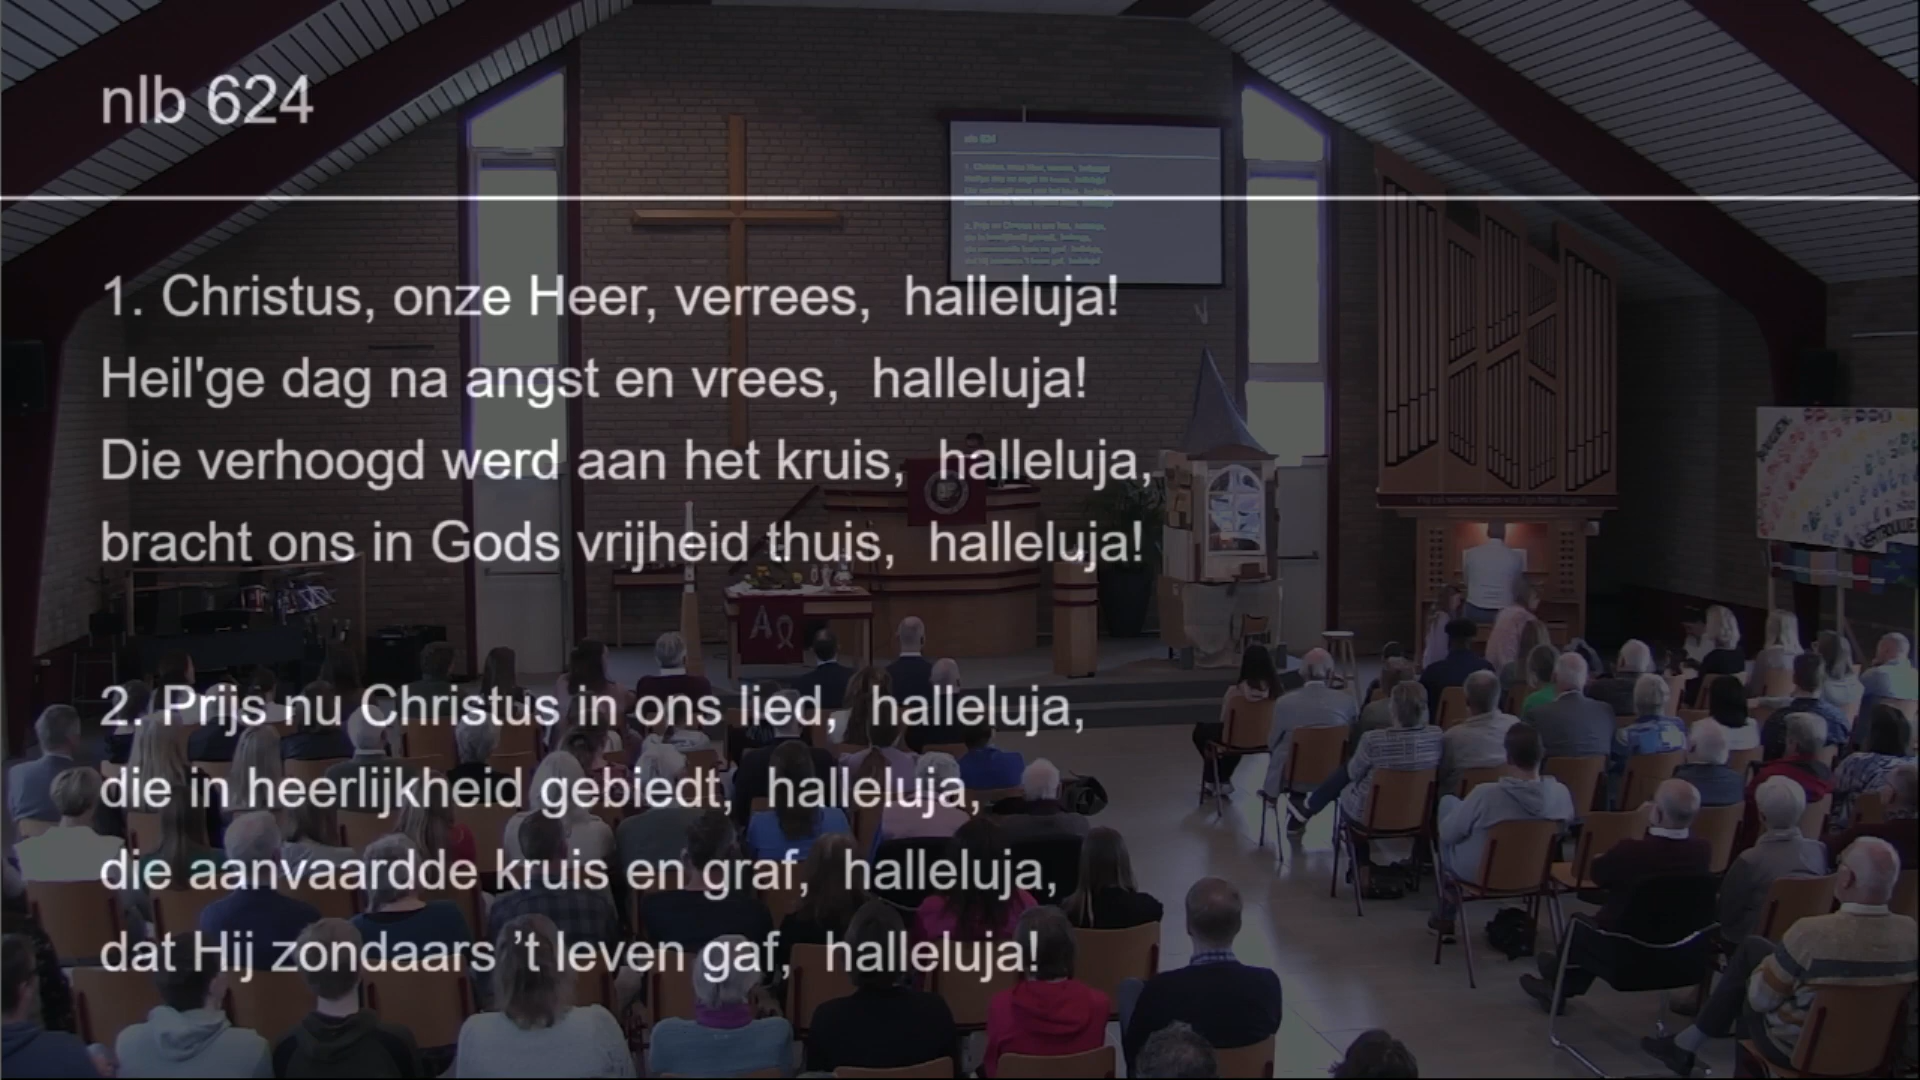 nlb 624
1. Christus, onze Heer, verrees, halleluja!
Heil'ge dag na angst en vrees, halleluja!
Die verhoogd werd aan het kruis, halleluja,
bracht ons in Gods vrijheid thuis, halleluja!
2. Prijs nu Christus in ons lied, halleluja,
die in heerlijkheid gebiedt, halleluja,
die aanvaardde kruis en graf, halleluja,
dat Hij zondaars ’t leven gaf, halleluja!